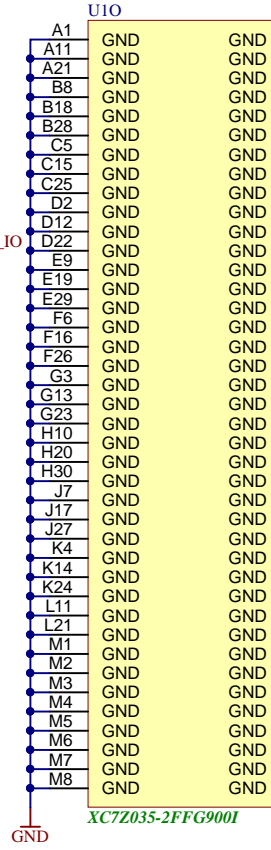 U1O
A1 GND GND
A11 GND GND
A21 GND GND
B8 GND GND
B18 GND GND
B28 GND GND
C5 GND GND
C15 GND GND
C25 GND GND
D2 GND GND
D12 GND GND
_IO D22 GND GND
E9 GND GND
E19 GND GND
E29 GND GND
F6 GND GND
F16 GND GND
F26 GND GND
G3 GND GND
G13 GND GND
G23 GND GND
H10 GND GND
H20 GND GND
H30 GND GND
J7 GND GND
J17 GND GND
J27 GND GND
K4 GND GND
K14 GND GND
K24 GND GND
L11 GND GND
L21 GND GND
M1 GND GND
M2 GND GND
M3 GND GND
M4 GND GND
M5 GND GND
M6 GND GND
M7 GND GND
M8 GND GND
XC7Z035-2FFG900I
GND